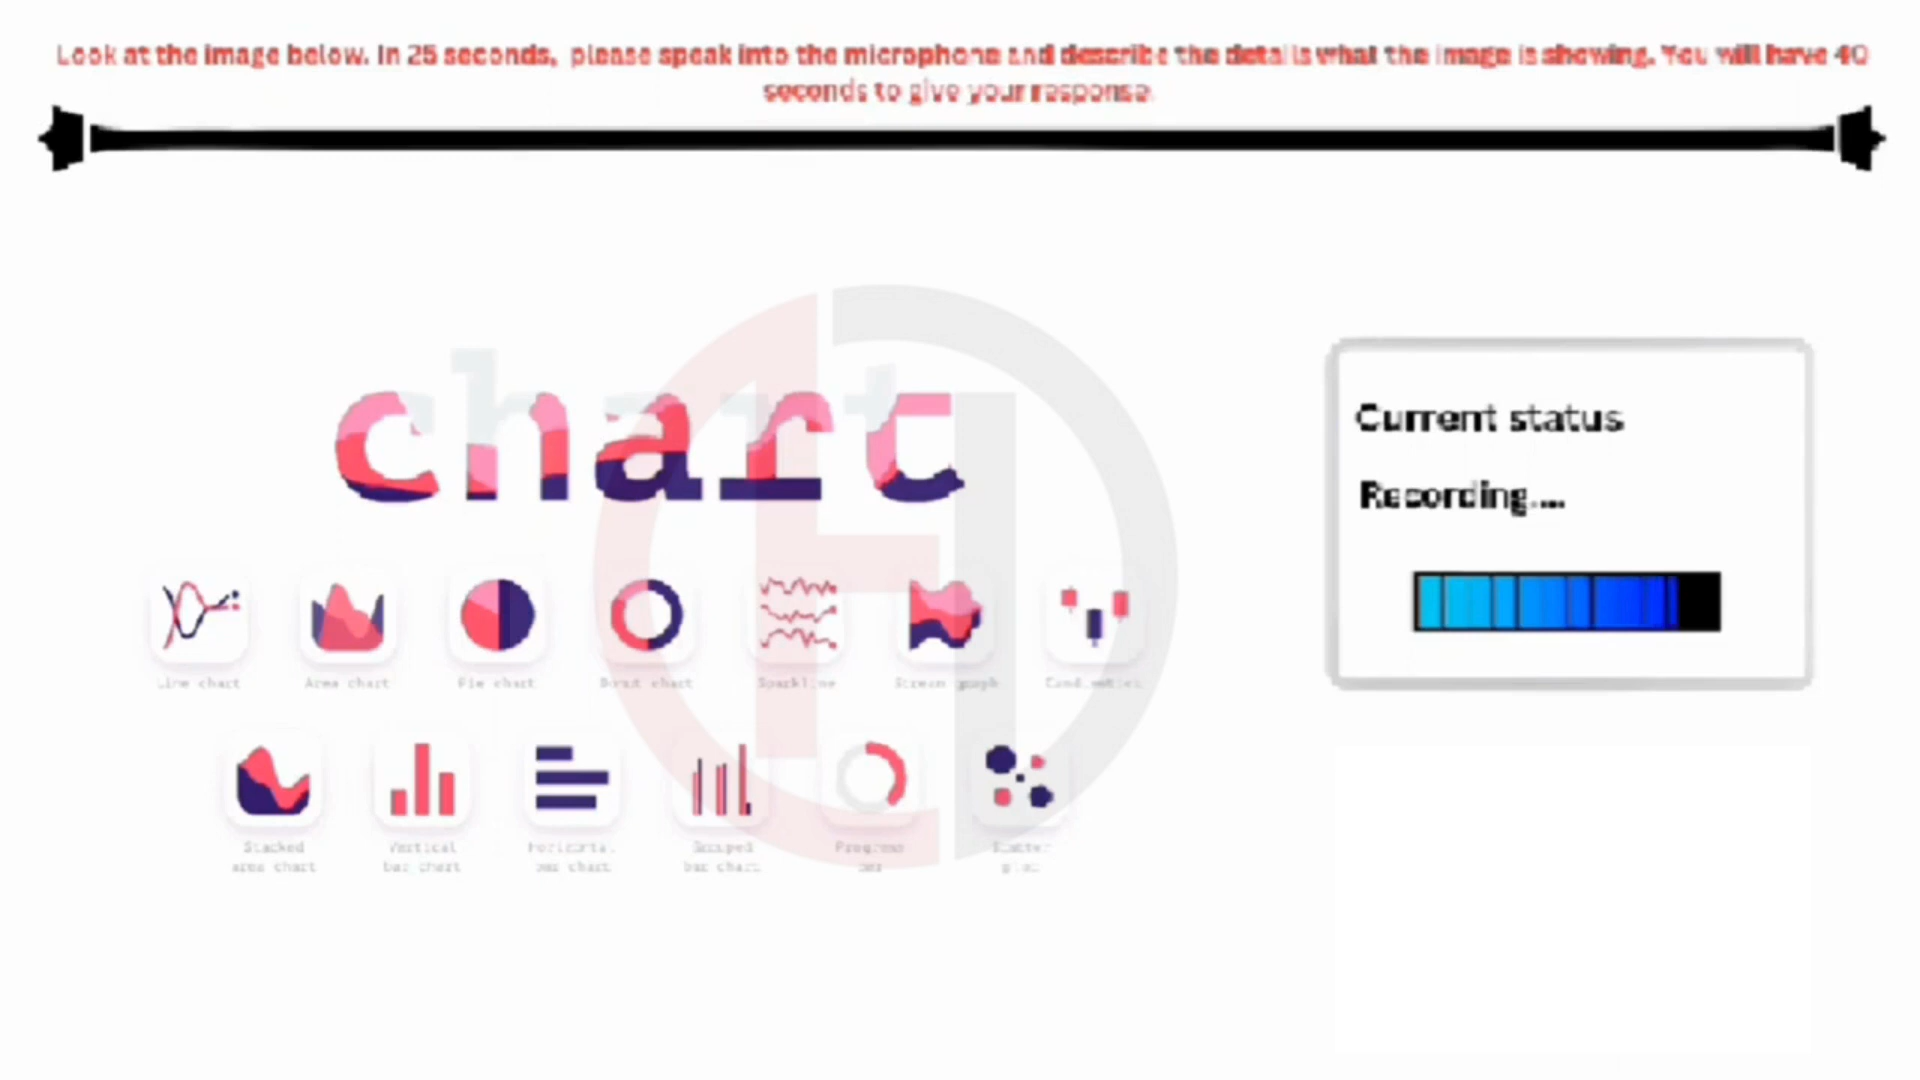 Look at the image below. In 25 seconds, please speak into the microphone and describe the details what the image is showing. You will have 40
seconds to give your response.
chart
Current status
Recording....
Line chart Area chart Pie chart Donut chart Sparkline Stream graph Candlestick
Stacked Vertical Horizontal Grouped Progress Scatter
area chart bar chart bar chart bar chart bar plot